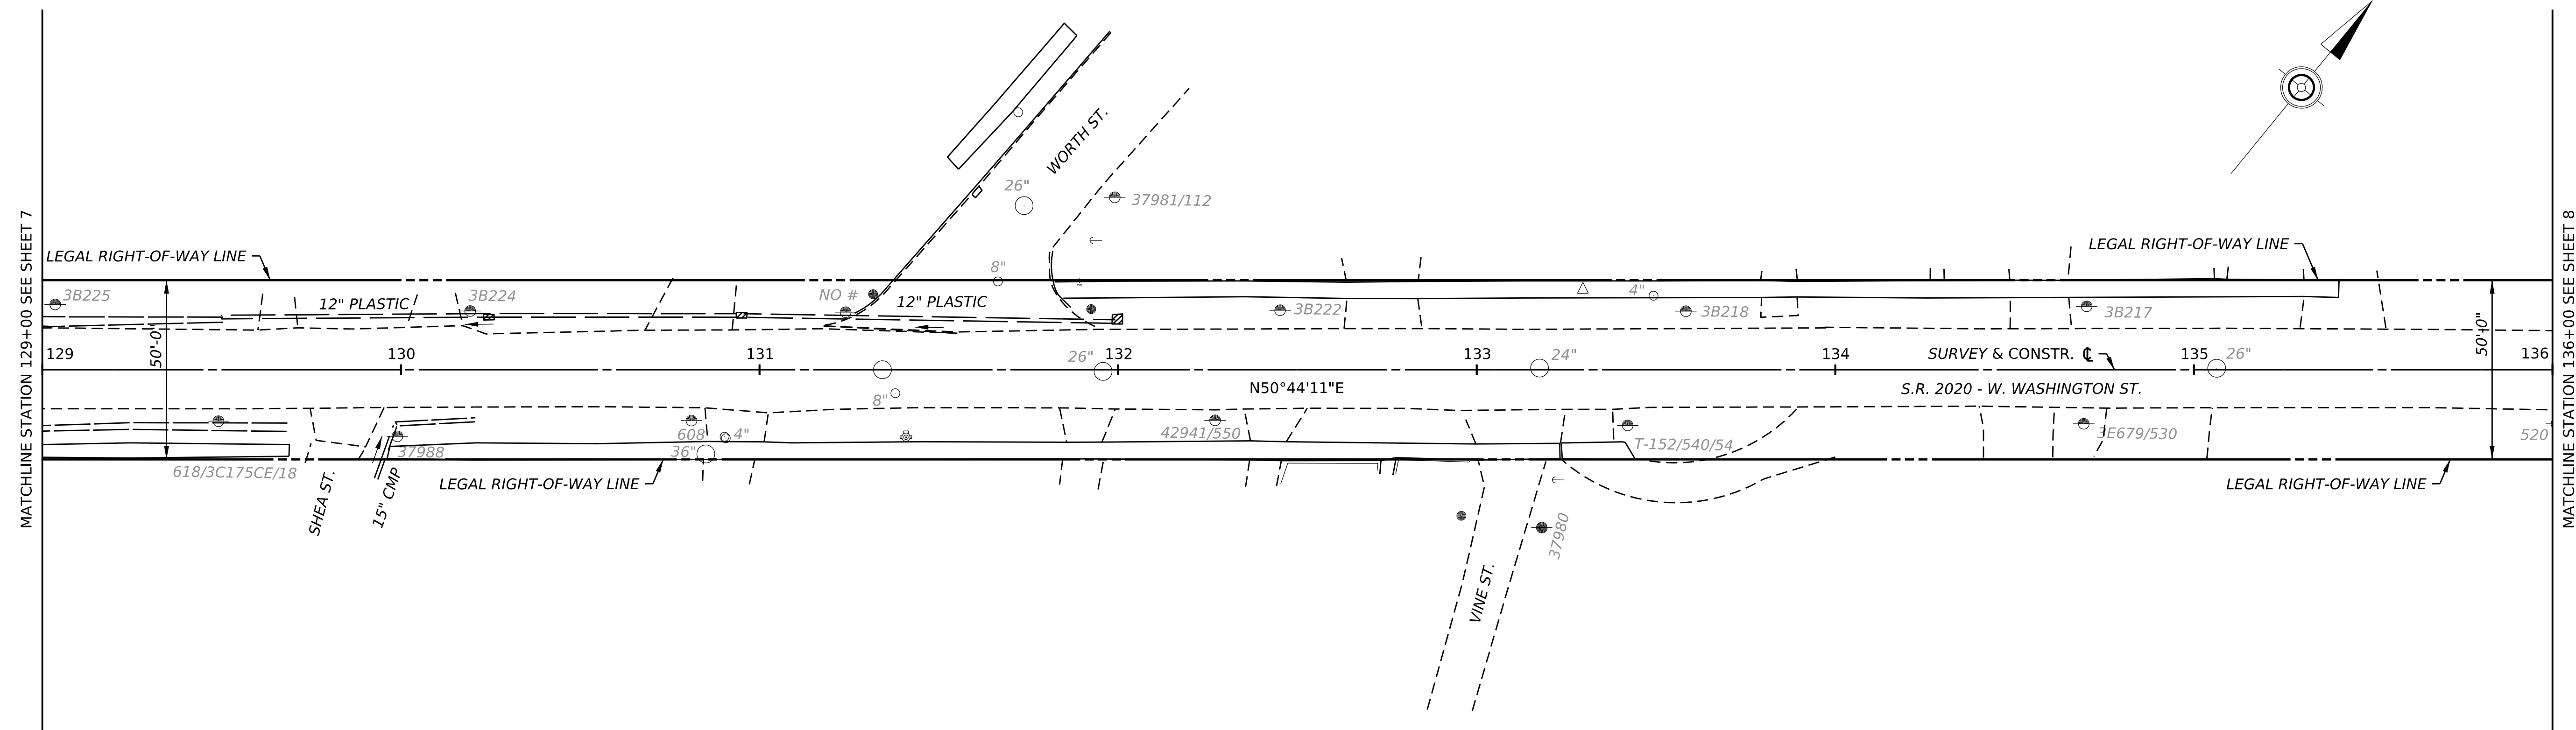 MATCHLINE STATION 129+00 SEE SHEET 7
WORTH ST.
26"
37981/112
LEGAL RIGHT-OF-WAY LINE
LEGAL RIGHT-OF-WAY LINE
8"
3B225
12" PLASTIC
3B224
NO #
12" PLASTIC
3B222
4"
3B218
3B217
50'-0"
50'-0"
129
130
131
26"
132
133
24"
134
SURVEY & CONSTR. ℄
135
26"
136
N50°44'11"E
S.R. 2020 - W. WASHINGTON ST.
8"
608
4"
42941/550
T-152/540/54
3E679/530
520
618/3C175CE/18
37988
36"
SHEA ST.
15" CMP
LEGAL RIGHT-OF-WAY LINE
LEGAL RIGHT-OF-WAY LINE
37980
VINE ST.
MATCHLINE STATION 136+00 SEE SHEET 8